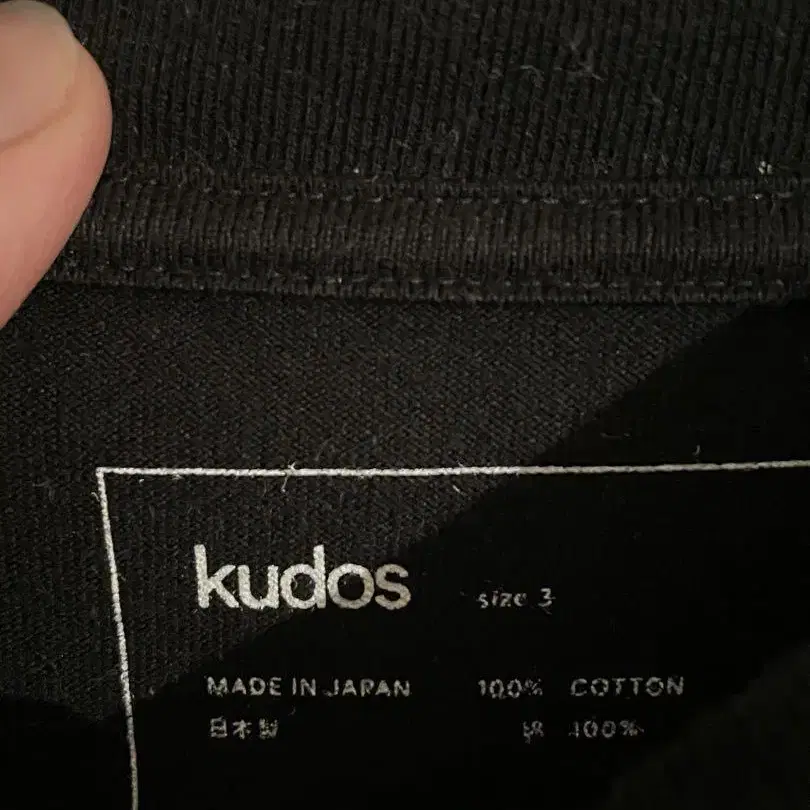 kudos size 3
MADE IN JAPAN 100% COTTON
日本製 綿 100%